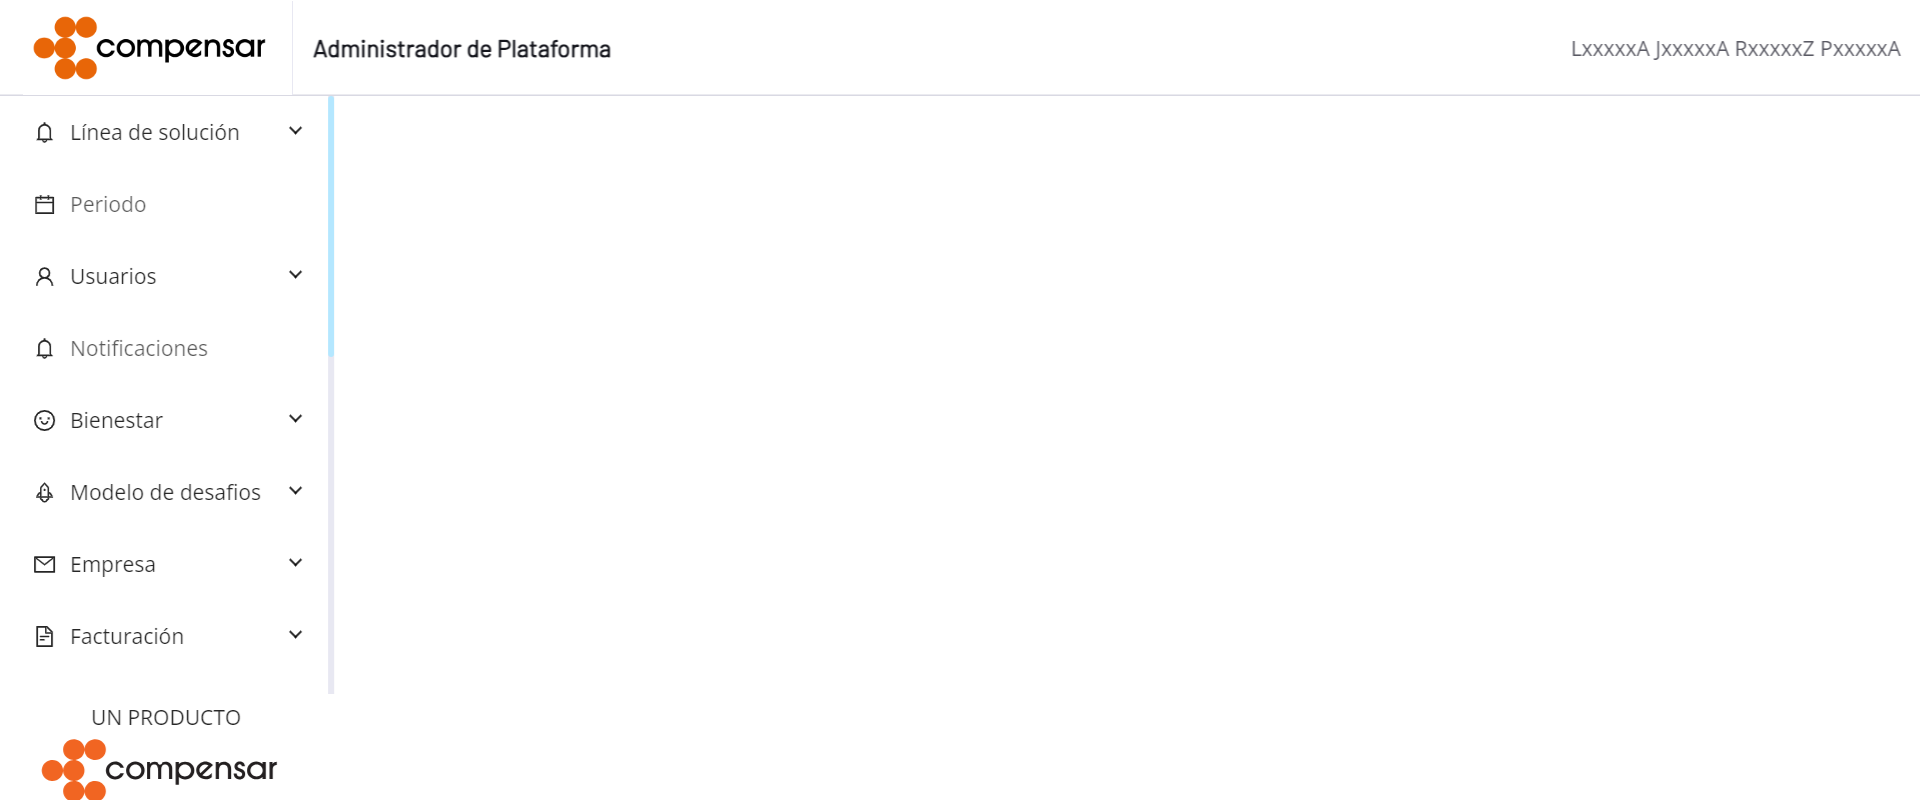 compensar
Administrador de Plataforma
LxxxxxA JxxxxxA RxxxxxZ PxxxxxA
Línea de solución
Periodo
Usuarios
Notificaciones
Bienestar
Modelo de desafios
Empresa
Facturación
UN PRODUCTO
compensar